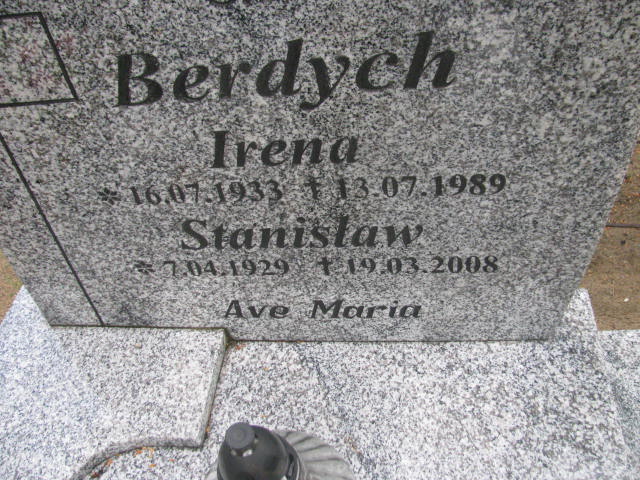 Berdych
Irena
* 16.07.1933 † 13.07.1989
Stanisław
* 7.04.1929 † 19.03.2008
Ave Maria